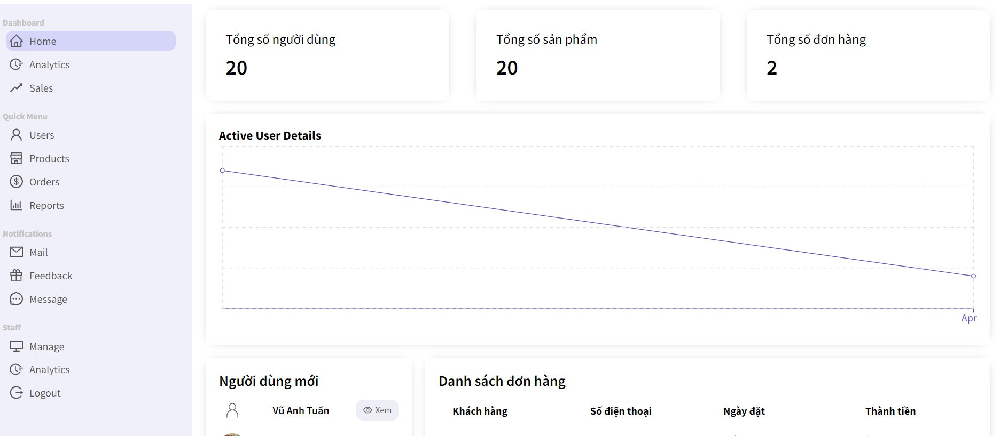 Dashboard
Home
Analytics
Sales
Quick Menu
Users
Products
Orders
Reports
Notifications
Mail
Feedback
Message
Staff
Manage
Analytics
Logout
Tổng số người dùng
20
Tổng số sản phẩm
20
Tổng số đơn hàng
2
Active User Details
Apr
Người dùng mới
Vũ Anh Tuấn Xem
Danh sách đơn hàng
Khách hàng Số điện thoại Ngày đặt Thành tiền